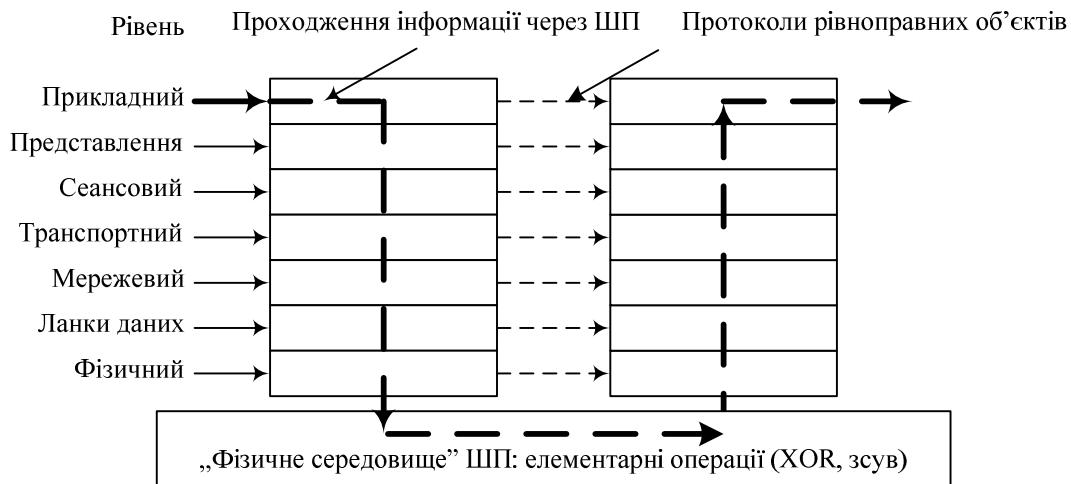 Рівень
Проходження інформації через ШП
Протоколи рівноправних об’єктів
Прикладний
Представлення
Сеансовий
Транспортний
Мережевий
Ланки даних
Фізичний
„Фізичне середовище” ШП: елементарні операції (XOR, зсув)